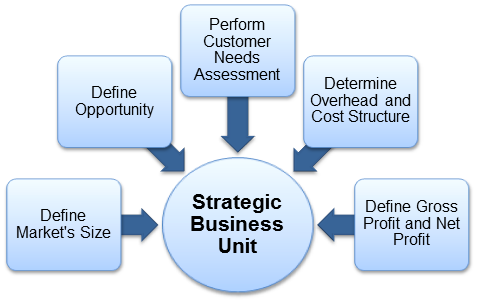 Perform
Customer
Needs
Assessment
Define
Opportunity
Determine
Overhead and
Cost Structure
Define
Market's Size
Strategic
Business
Unit
Define Gross
Profit and Net
Profit